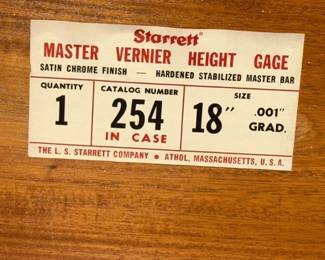 Starrett
MASTER VERNIER HEIGHT GAGE
SATIN CHROME FINISH — HARDENED STABILIZED MASTER BAR
QUANTITY
1
CATALOG NUMBER
254
IN CASE
SIZE
18" .001"
GRAD.
THE L. S. STARRETT COMPANY • ATHOL, MASSACHUSETTS, U. S. A.